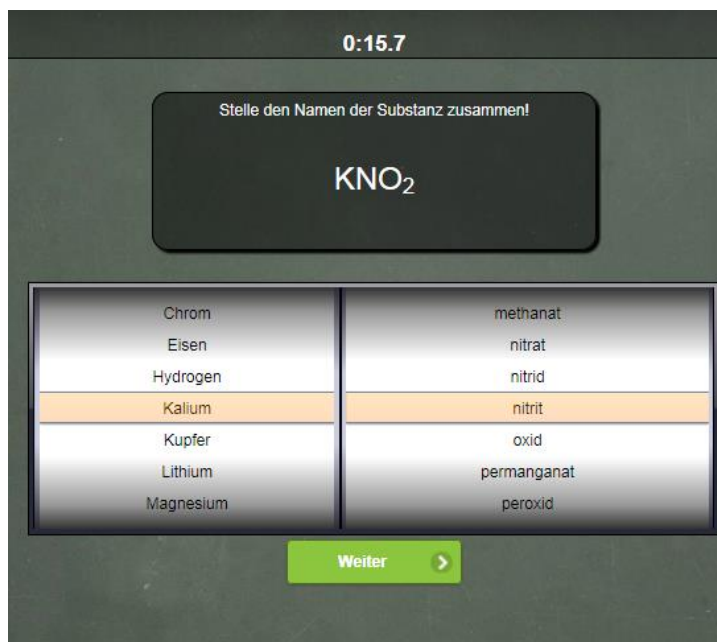 0:15.7
Stelle den Namen der Substanz zusammen!
KNO₂
Chrom methanat
Eisen nitrat
Hydrogen nitrid
Kalium nitrit
Kupfer oxid
Lithium permanganat
Magnesium peroxid
Weiter